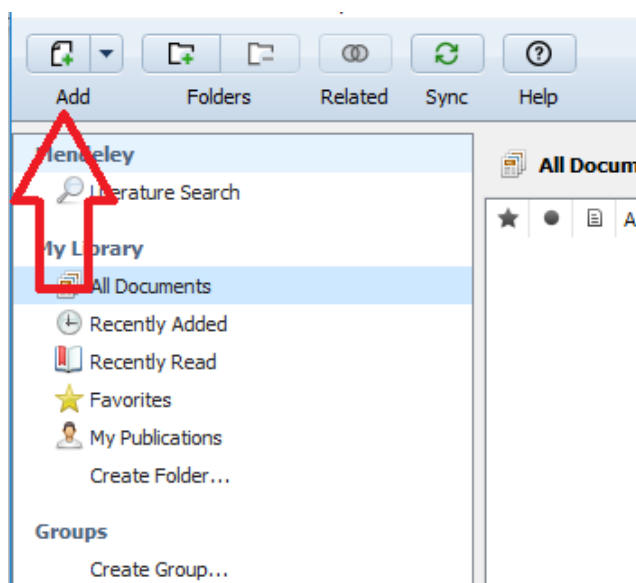 Add Folders Related Sync Help
Mendeley
Literature Search
My Library
All Documents
Recently Added
Recently Read
Favorites
My Publications
Create Folder...
Groups
Create Group...
All Docum
A